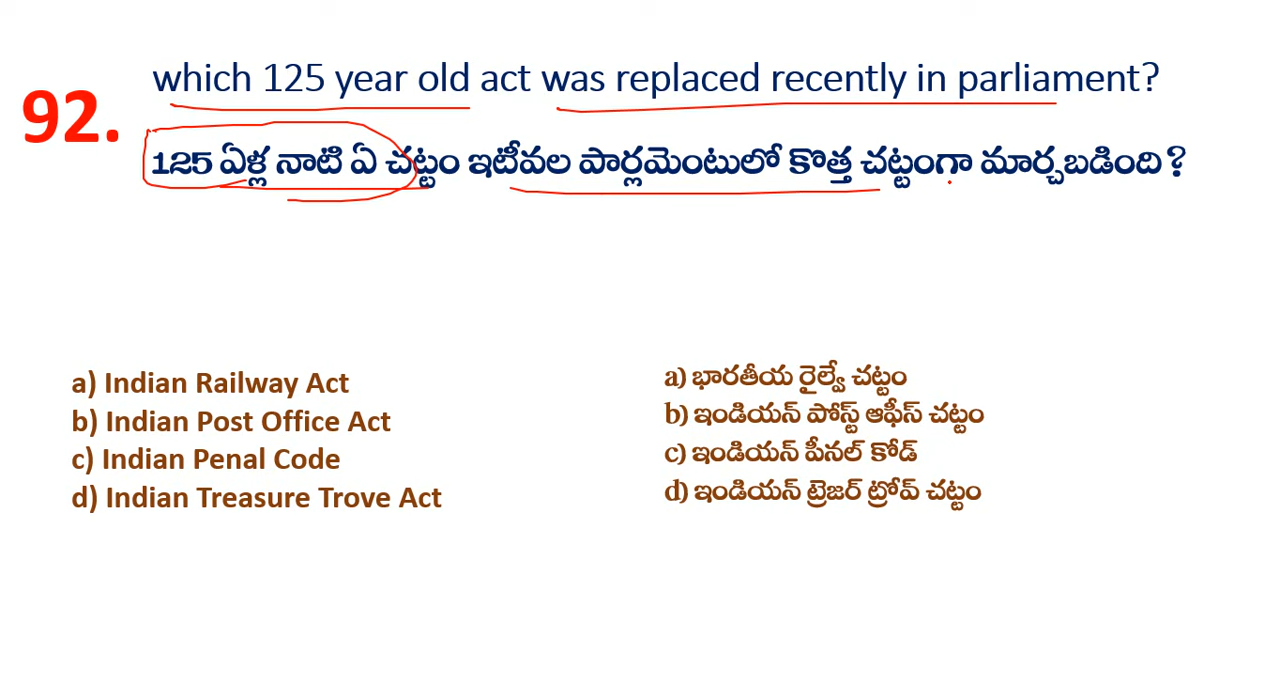 which 125 year old act was replaced recently in parliament?
92.
125 ఏళ్ల నాటి ఏ చట్టం ఇటీవల పార్లమెంటులో కొత్త చట్టంగా మార్చబడింది?
a) Indian Railway Act
b) Indian Post Office Act
c) Indian Penal Code
d) Indian Treasure Trove Act
a) భారతీయ రైల్వే చట్టం
b) ఇండియన్ పోస్ట్ ఆఫీస్ చట్టం
c) ఇండియన్ పీనల్ కోడ్
d) ఇండియన్ ట్రెజర్ ట్రోవ్ చట్టం